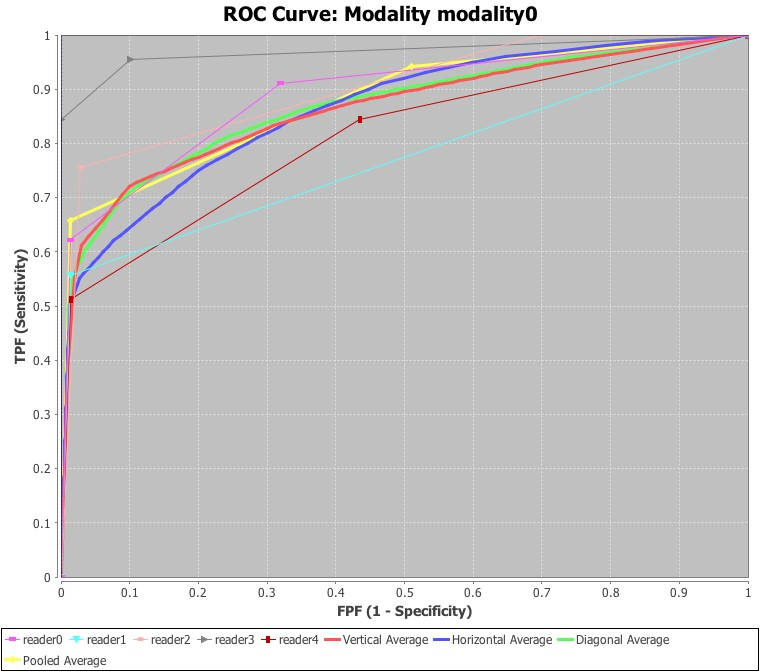 ROC Curve: Modality modality0
TPF (Sensitivity)
1
0.9
0.8
0.7
0.6
0.5
0.4
0.3
0.2
0.1
0
0 0.1 0.2 0.3 0.4 0.5 0.6 0.7 0.8 0.9 1
FPF (1 - Specificity)
reader0 reader1 reader2 reader3 reader4 Vertical Average Horizontal Average Diagonal Average
Pooled Average